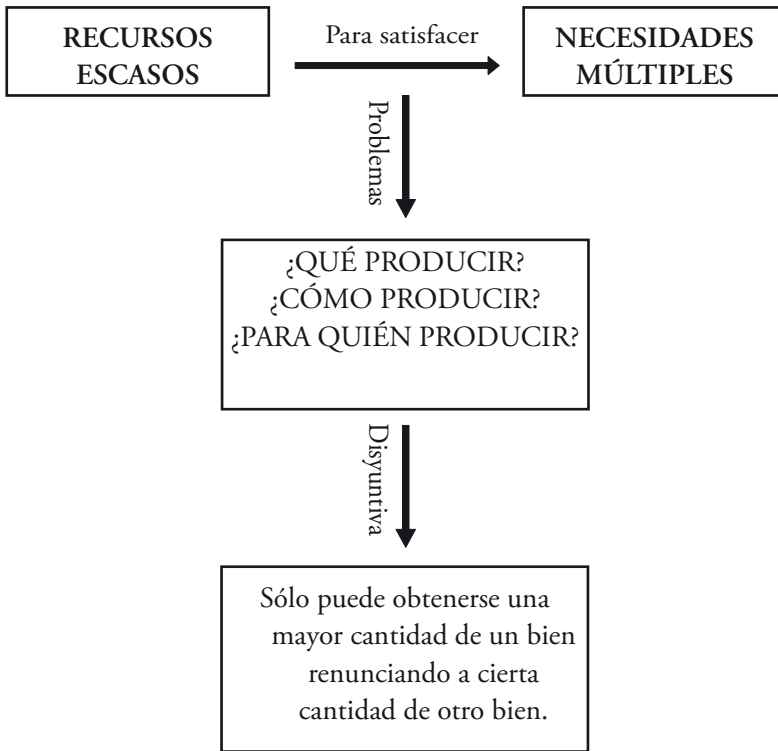 RECURSOS
ESCASOS
Para satisfacer
NECESIDADES
MÚLTIPLES
Problemas
¿QUÉ PRODUCIR?
¿CÓMO PRODUCIR?
¿PARA QUIÉN PRODUCIR?
Disyuntiva
Sólo puede obtenerse una
mayor cantidad de un bien
renunciando a cierta
cantidad de otro bien.